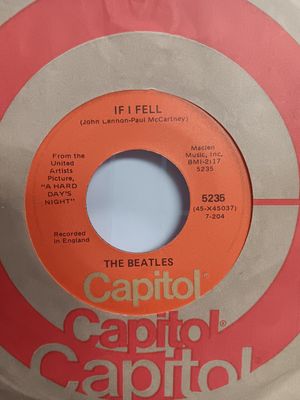 IF I FELL
(John Lennon-Paul McCartney)
From the
United
Artists
Picture,
"A HARD
DAY'S
NIGHT"
Recorded
in England
Maclen
Music, Inc.
BMI-2:17
5235
5235
(45-X45037)
7-204
THE BEATLES
Capitol®
Capitol®
Capitol